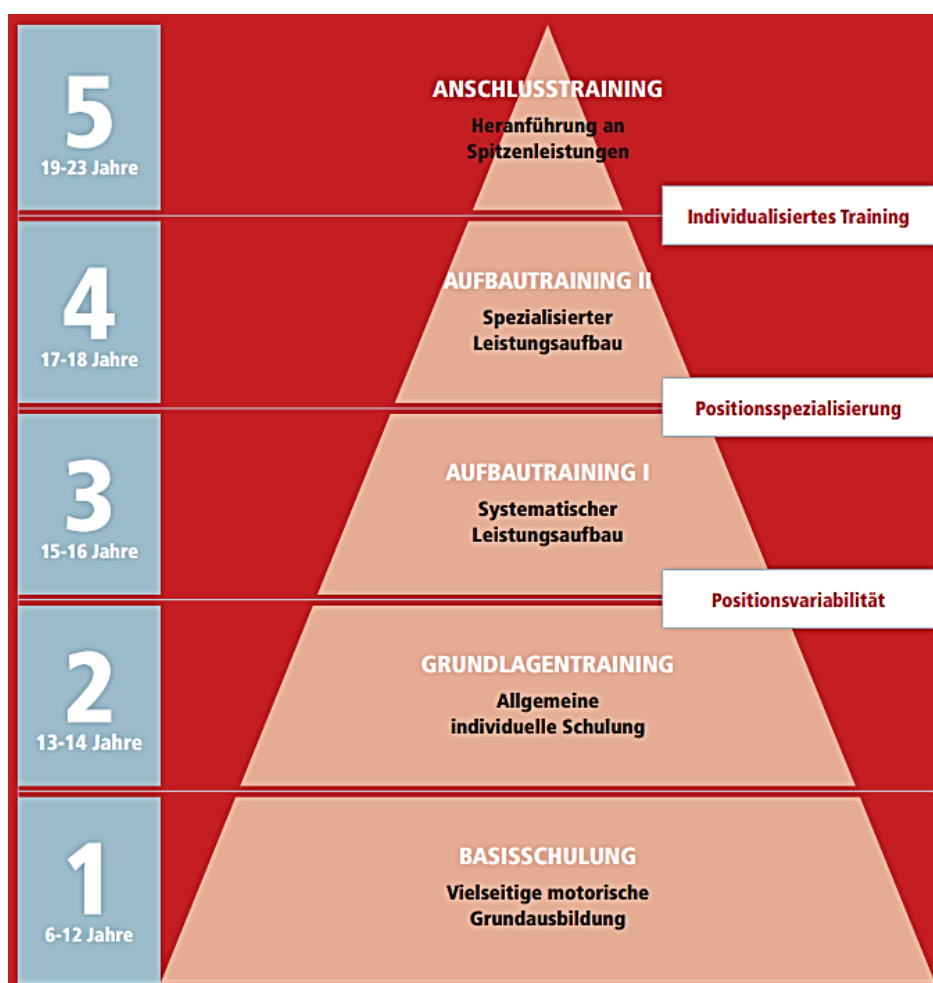 5
19-23 Jahre
ANSCHLUSSTRAINING
Heranführung an
Spitzenleistungen
Individualisiertes Training
4
17-18 Jahre
AUFBAUTRAINING II
Spezialisierter
Leistungsaufbau
Positionsspezialisierung
3
15-16 Jahre
AUFBAUTRAINING I
Systematischer
Leistungsaufbau
Positionsvariabilität
2
13-14 Jahre
GRUNDLAGENTRAINING
Allgemeine
individuelle Schulung
1
6-12 Jahre
BASISSCHULUNG
Vielseitige motorische
Grundausbildung